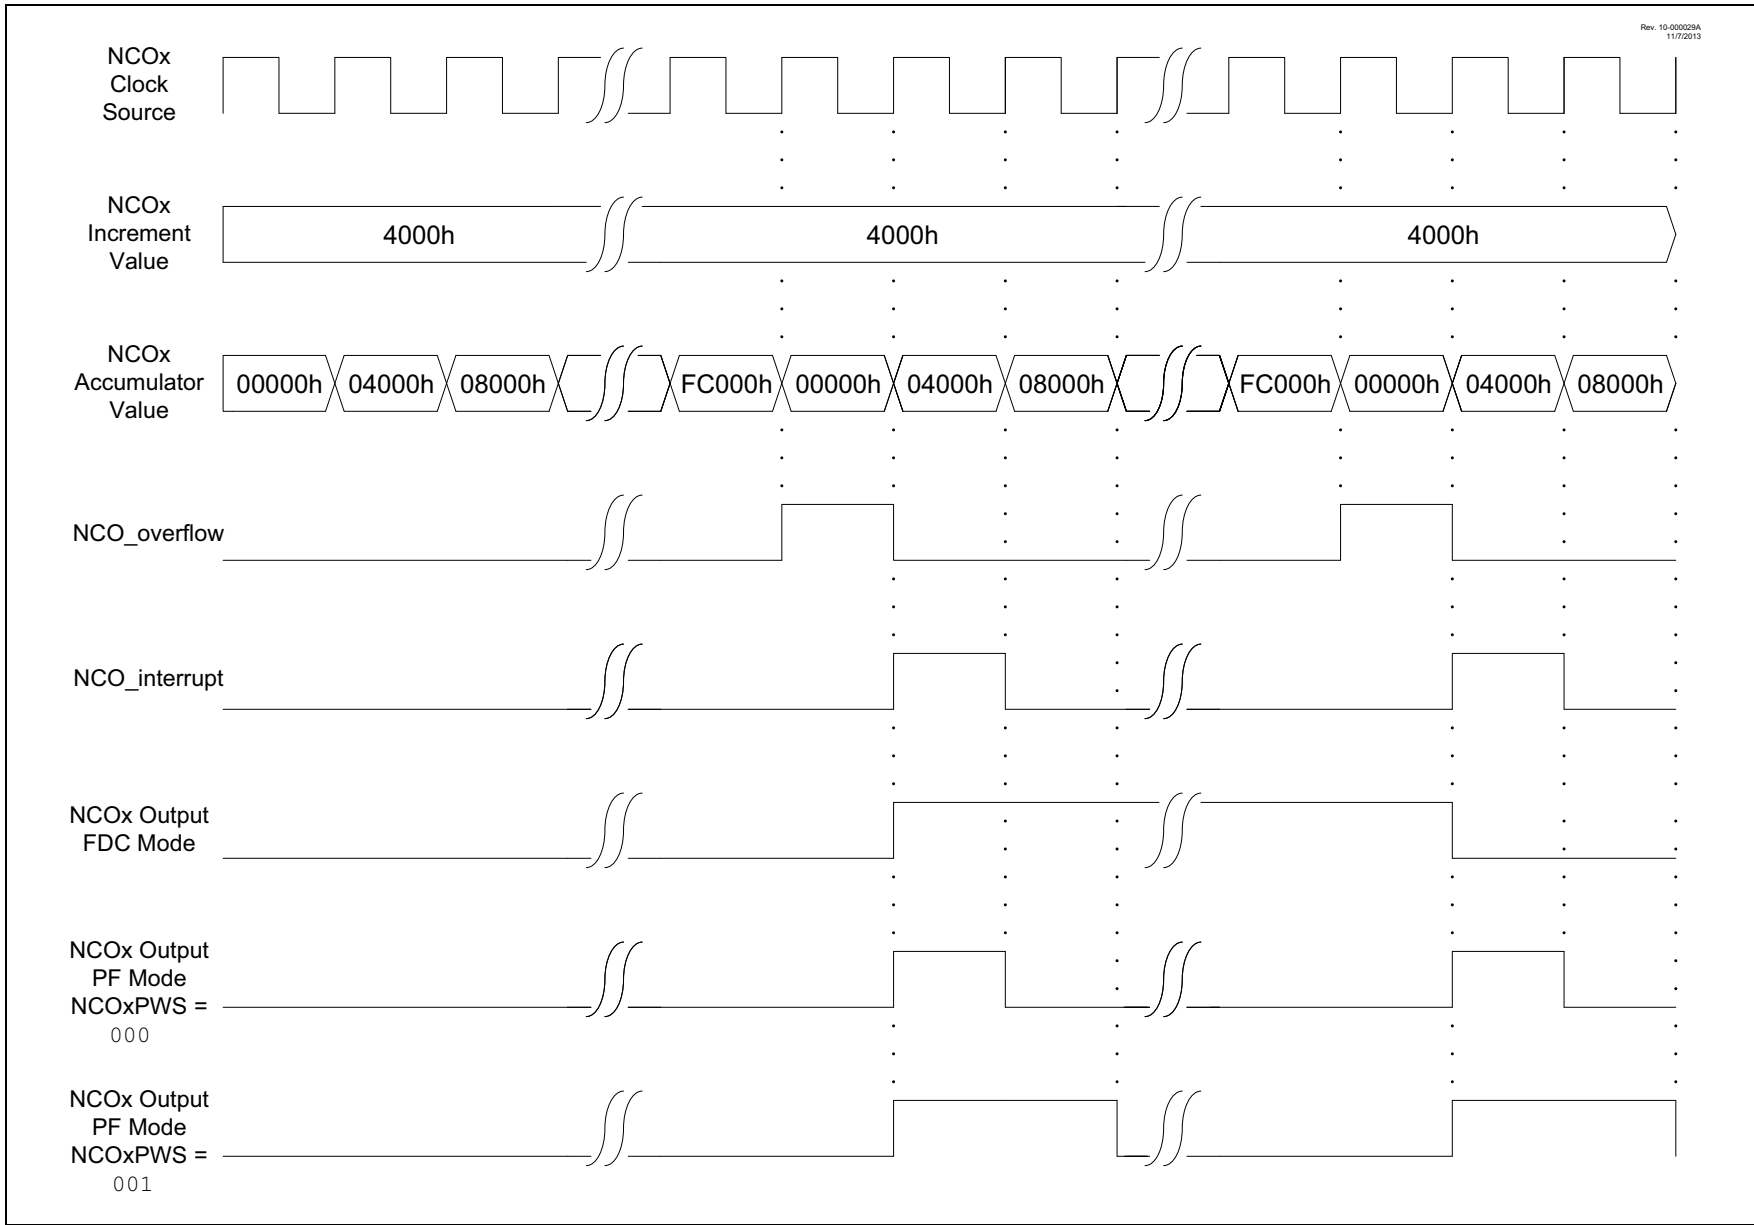 Rev. 10-000029A
11/7/2013
NCOx
Clock
Source
NCOx
Increment
Value
4000h
4000h
4000h
NCOx
Accumulator
Value
00000h 04000h 08000h FC000h 00000h 04000h 08000h FC000h 00000h 04000h 08000h
NCO_overflow
NCO_interrupt
NCOx Output
FDC Mode
NCOx Output
PF Mode
NCOxPWS =
000
NCOx Output
PF Mode
NCOxPWS =
001